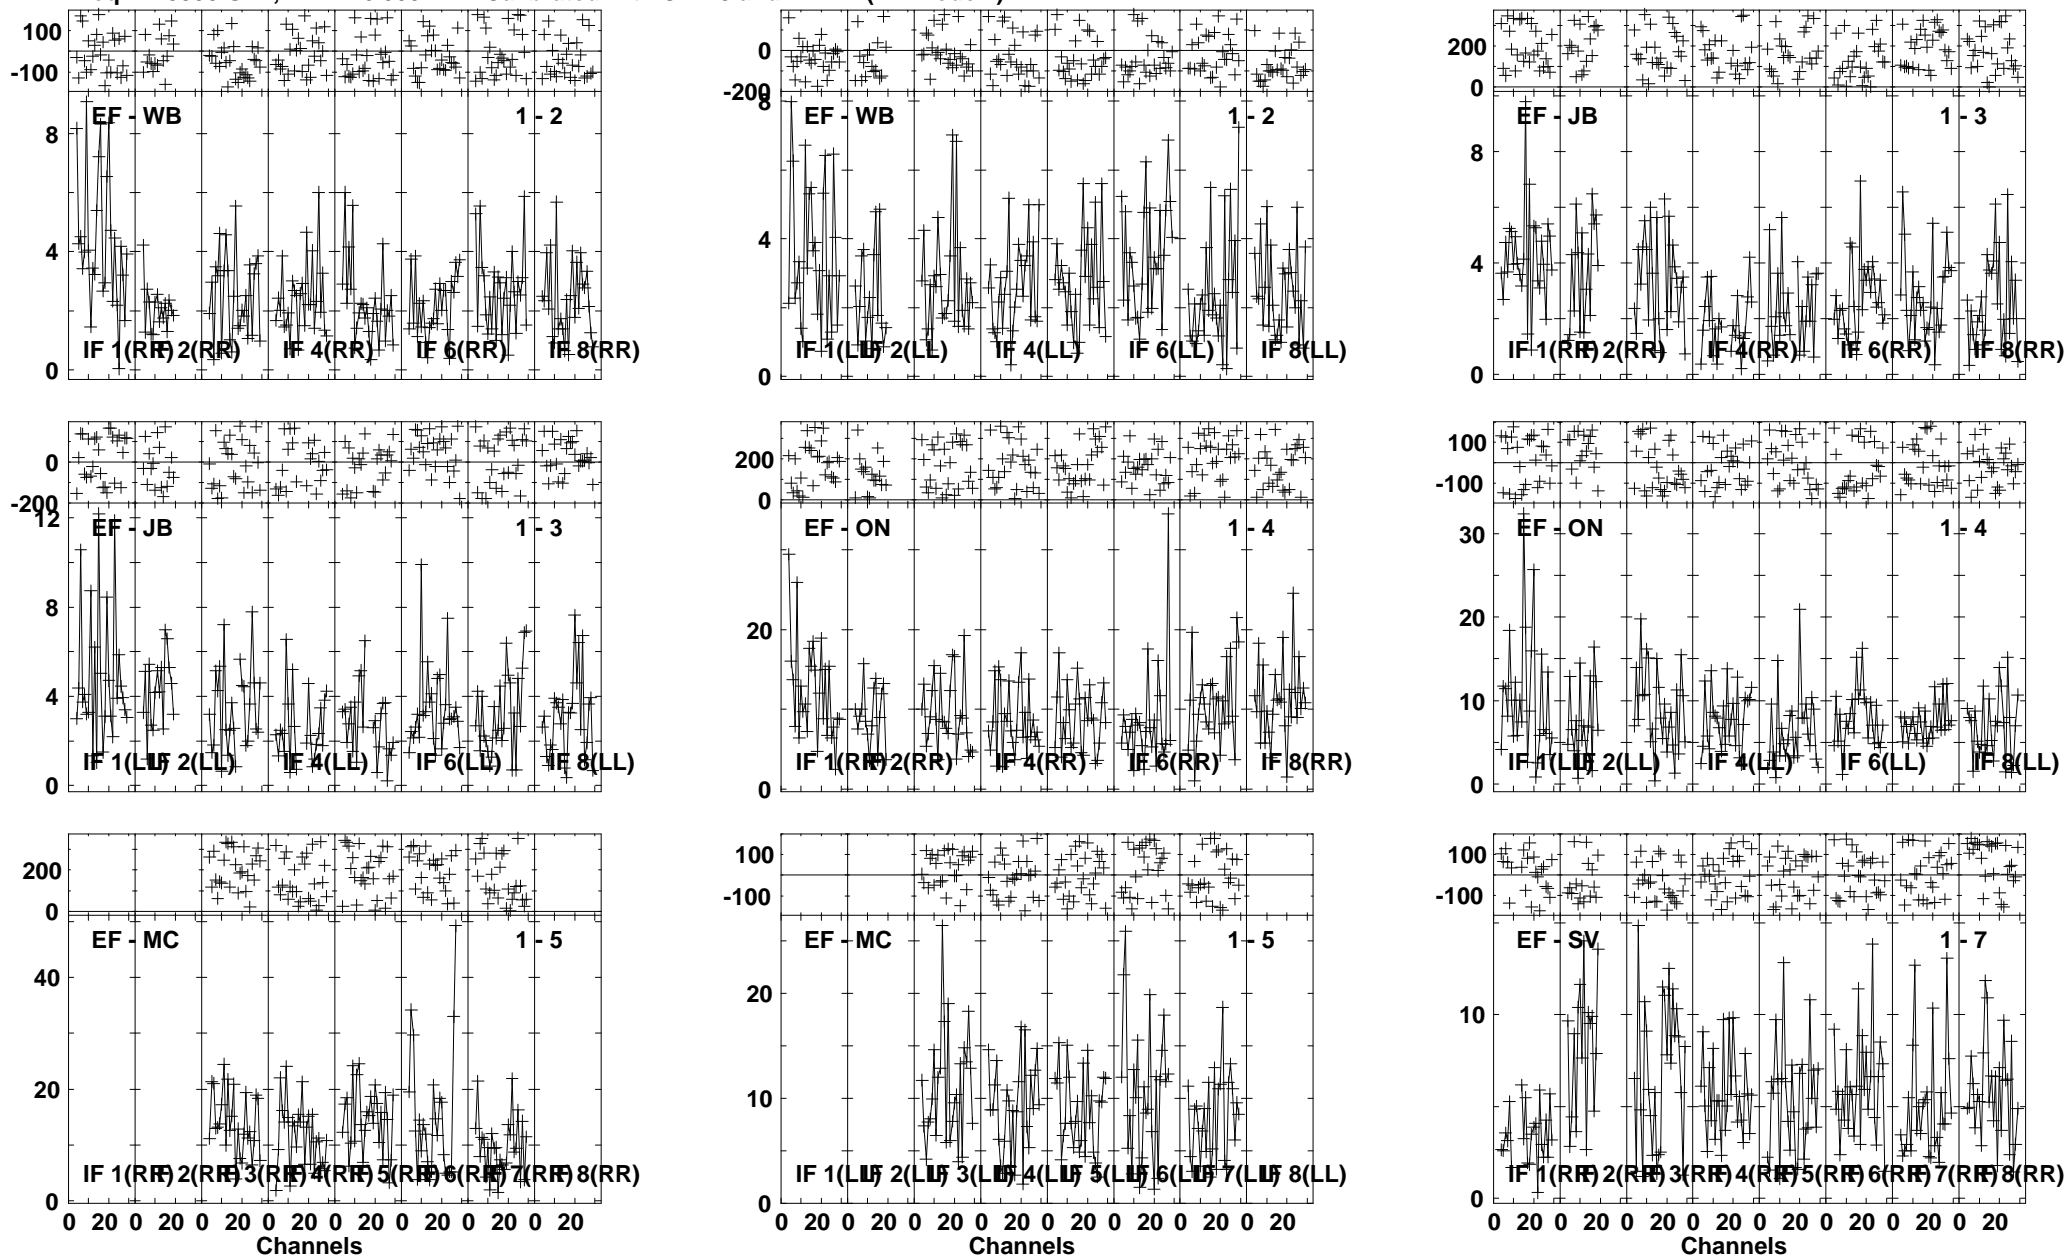 100
-100
EF - WB
1 - 2
8
4
0
IF 1(RR)
IF 2(RR)
IF 4(RR)
IF 6(RR)
IF 8(RR)
0
-200
EF - WB
1 - 2
8
4
0
IF 1(LL)
IF 2(LL)
IF 4(LL)
IF 6(LL)
IF 8(LL)
200
0
EF - JB
1 - 3
8
4
0
IF 1(RR)
IF 2(RR)
IF 4(RR)
IF 6(RR)
IF 8(RR)
0
-200
EF - JB
1 - 3
12
8
4
0
IF 1(LL)
IF 2(LL)
IF 4(LL)
IF 6(LL)
IF 8(LL)
200
0
EF - ON
1 - 4
20
0
IF 1(RR)
IF 2(RR)
IF 4(RR)
IF 6(RR)
IF 8(RR)
100
-100
EF - ON
1 - 4
30
20
10
0
IF 1(LL)
IF 2(LL)
IF 4(LL)
IF 6(LL)
IF 8(LL)
200
0
EF - MC
1 - 5
40
20
0
IF 1(RR)
IF 2(RR)
IF 3(RR)
IF 4(RR)
IF 5(RR)
IF 6(RR)
IF 7(RR)
IF 8(RR)
0 20 0 20 0 20 0 20 0 20 0 20 0 20 0 20
Channels
100
-100
EF - MC
1 - 5
20
10
0
IF 1(LL)
IF 2(LL)
IF 3(LL)
IF 4(LL)
IF 5(LL)
IF 6(LL)
IF 7(LL)
IF 8(LL)
0 20 0 20 0 20 0 20 0 20 0 20 0 20 0 20
Channels
100
-100
EF - SV
1 - 7
10
0
IF 1(RR)
IF 2(RR)
IF 3(RR)
IF 4(RR)
IF 5(RR)
IF 6(RR)
IF 7(RR)
IF 8(RR)
0 20 0 20 0 20 0 20 0 20 0 20 0 20 0 20
Channels